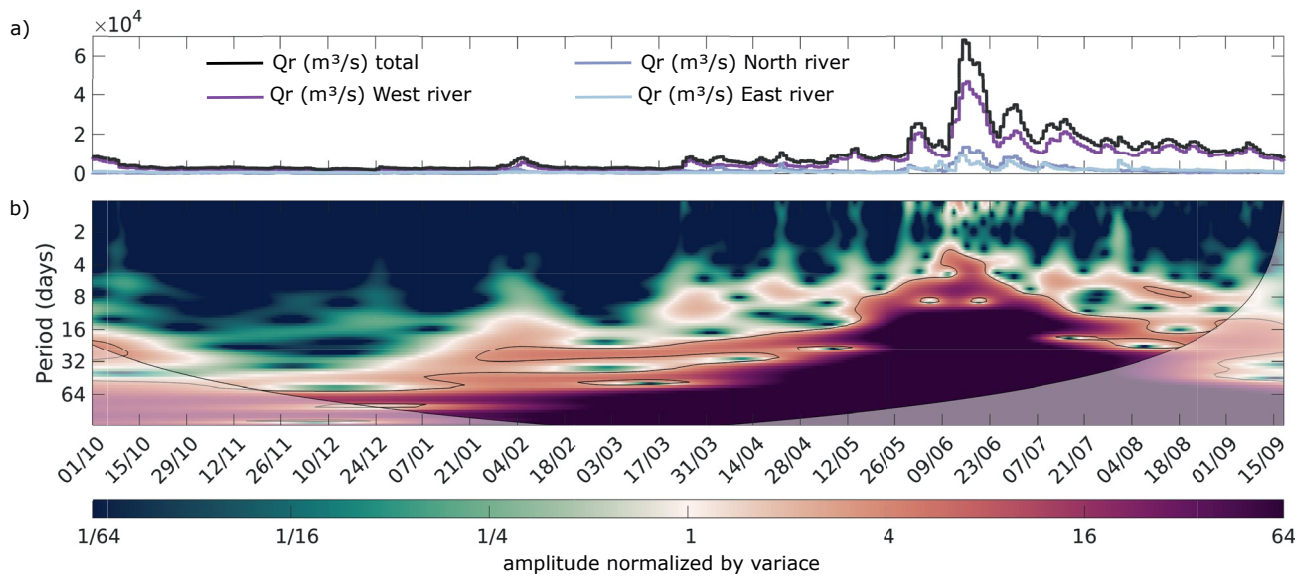 a)
×10⁴
6
4
2
0
Qr (m³/s) total
Qr (m³/s) North river
Qr (m³/s) West river
Qr (m³/s) East river
b)
Period (days)
2
4
8
16
32
64
01/10 15/10 29/10 12/11 26/11 10/12 24/12 07/01 21/01 04/02 18/02 03/03 17/03 31/03 14/04 28/04 12/05 26/05 09/06 23/06 07/07 21/07 04/08 18/08 01/09 15/09
1/64 1/16 1/4 1 4 16 64
amplitude normalized by variace